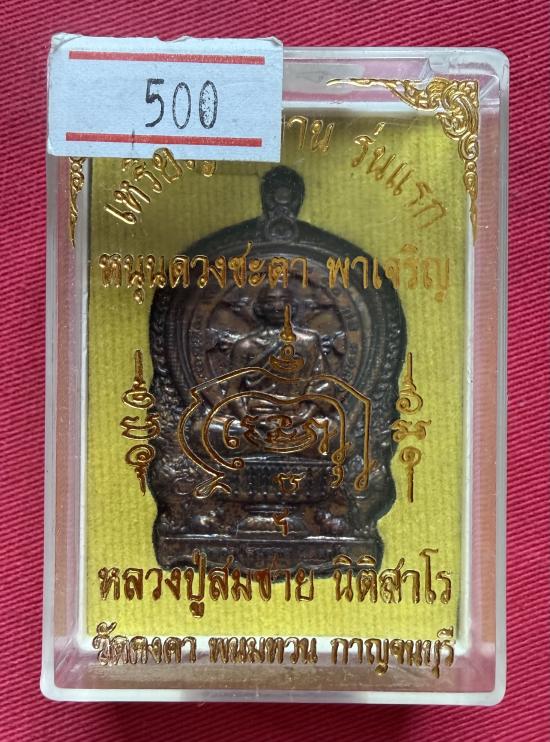 500
รุ่นแรก
หนุนดวงชะตา พาเจริญ
หลวงปู่สมชาย นิติสาโร
วัดคงคา พนมทวน กาญจนบุรี